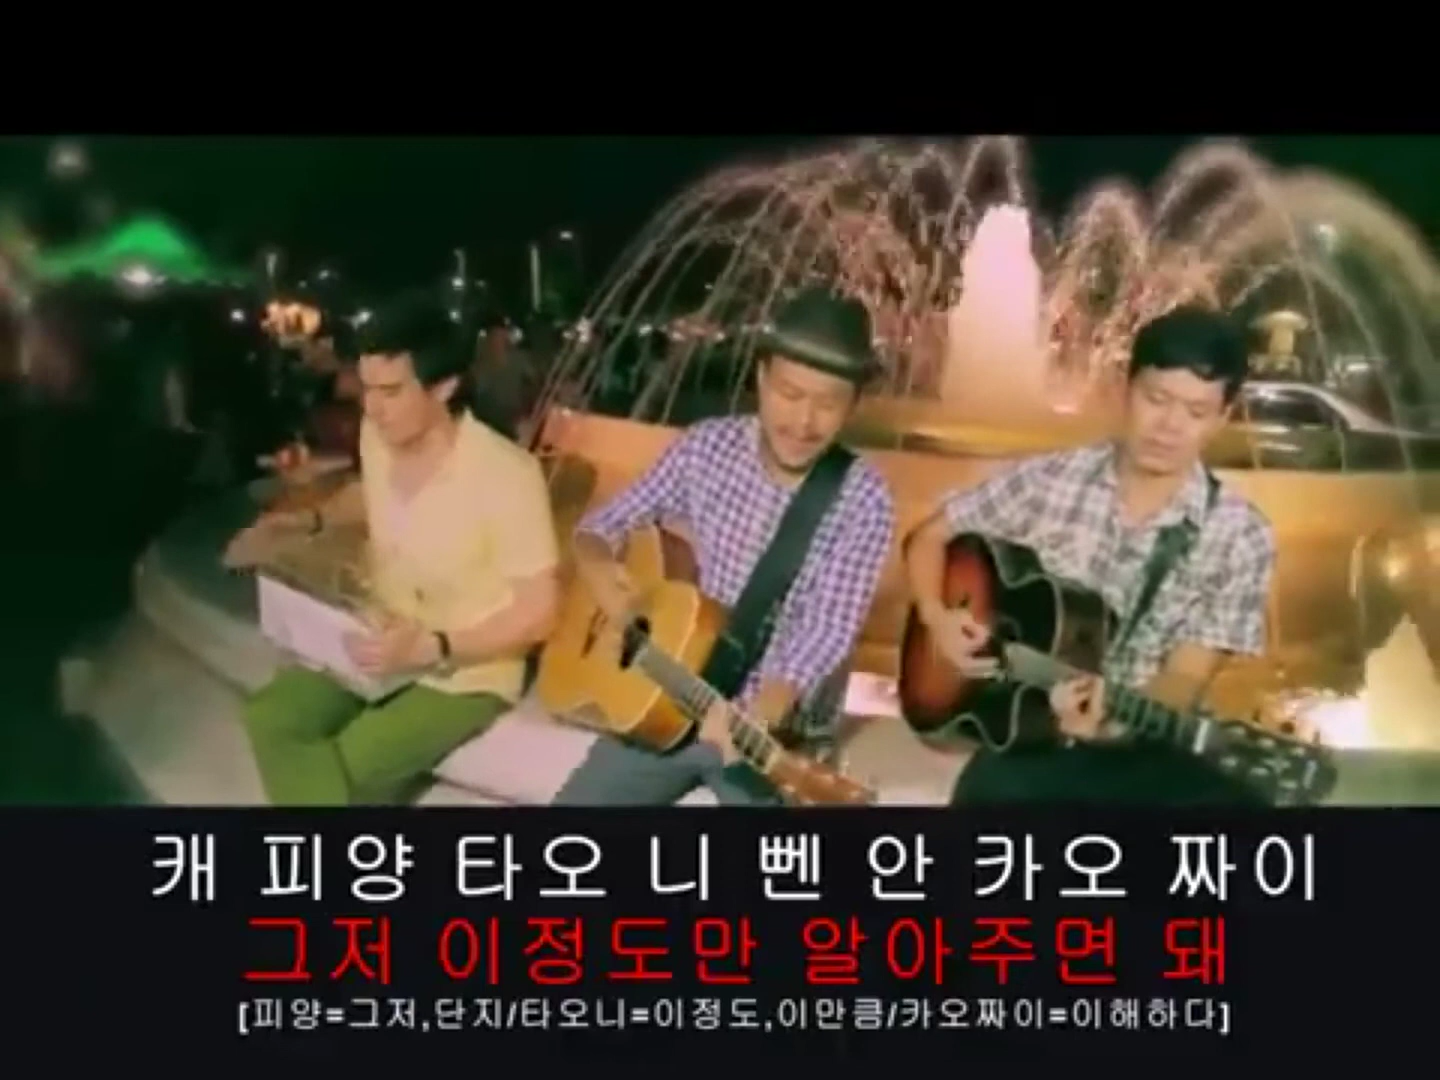 캐 피양 타오 니 뻰 안 카오 짜이
그저 이정도만 알아주면 돼
[피양=그저,단지/타오니=이정도,이만큼/카오짜이=이해하다]